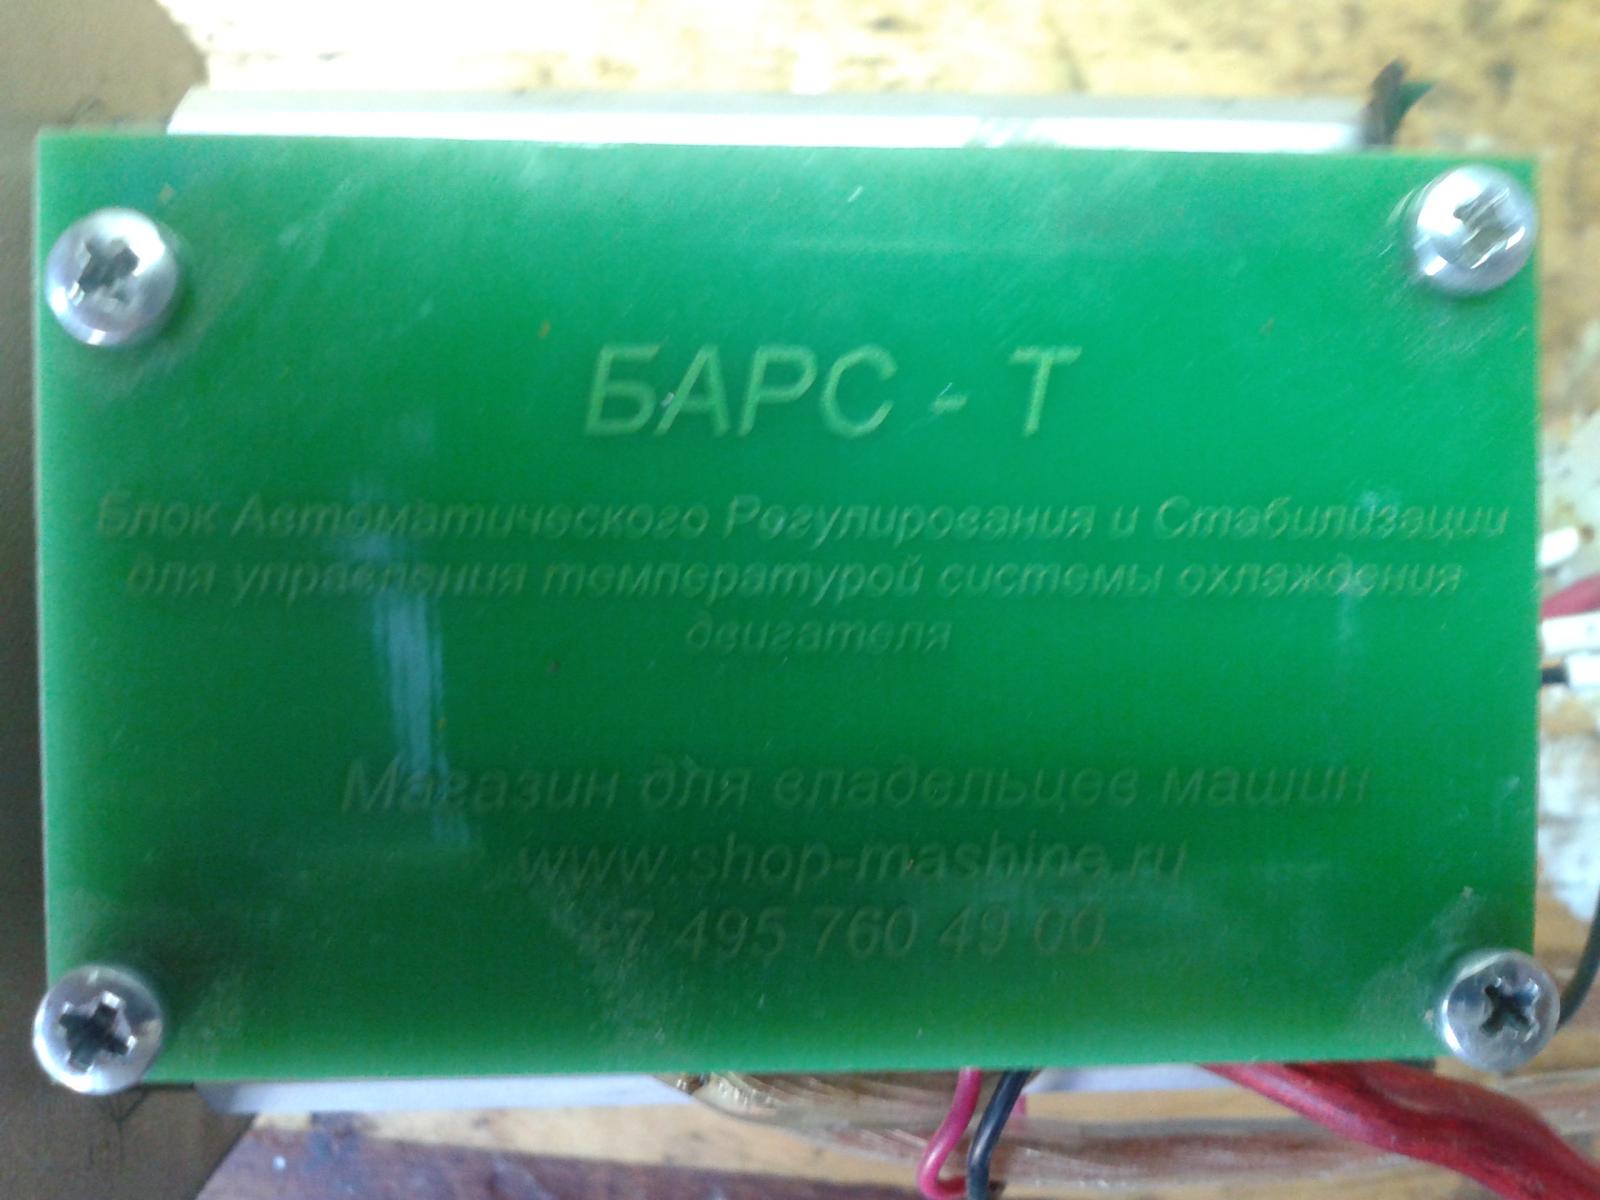 БАРС - Т
Блок Автоматического Регулирования и Стабилизации
для управления температурой системы охлаждения
двигателя
Магазин для владельцев машин
www.shop-mashine.ru
+7 495 760 49 00